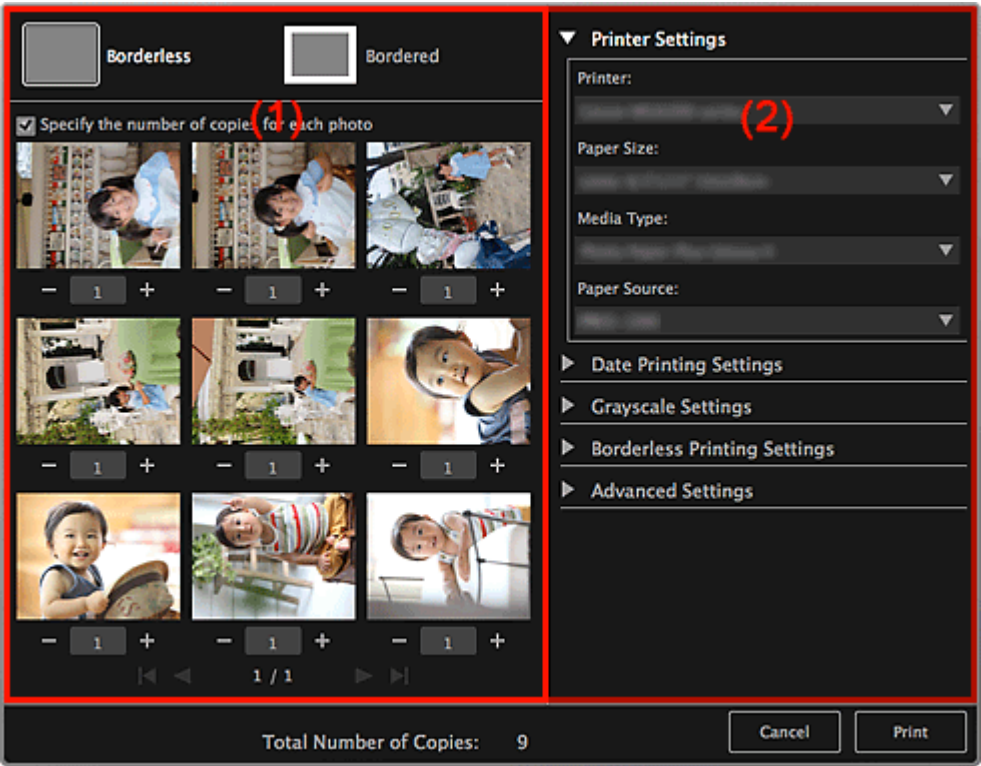 Borderless
Bordered
(1)
Specify the number of copies for each photo
− 1 + − 1 + − 1 +
− 1 + − 1 + − 1 +
− 1 + − 1 + − 1 +
1 / 1
Printer Settings
Printer:
(2)
Paper Size:
Media Type:
Paper Source:
Date Printing Settings
Grayscale Settings
Borderless Printing Settings
Advanced Settings
Total Number of Copies: 9
Cancel
Print